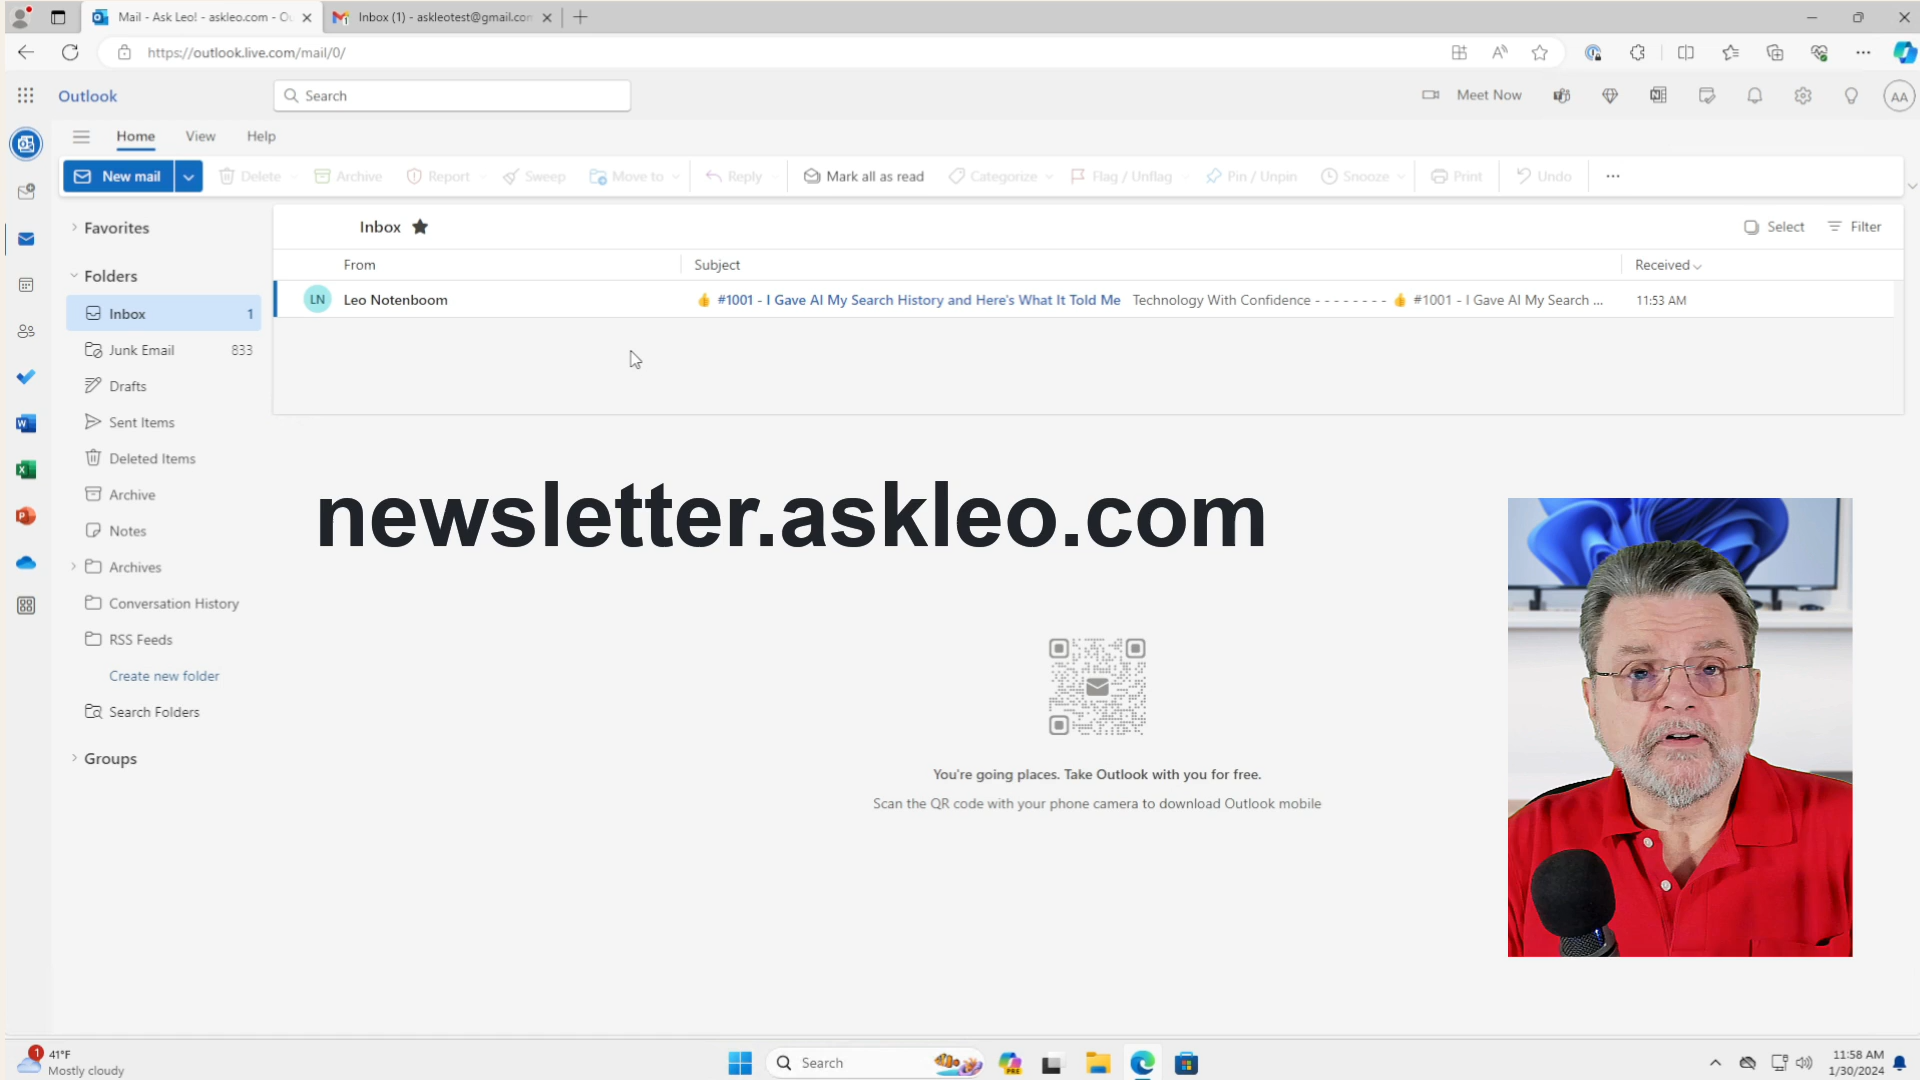 Mail - Ask Leo! - askleo.com - Ou
Inbox (1) - askleotest@gmail.com
https://outlook.live.com/mail/0/
Outlook
Search
Meet Now
AA
Home View Help
New mail Delete Archive Report Sweep Move to Reply Mark all as read Categorize Flag / Unflag Pin / Unpin Snooze Print Undo
Favorites
Folders
Inbox 1
Junk Email 833
Drafts
Sent Items
Deleted Items
Archive
Notes
Archives
Conversation History
RSS Feeds
Create new folder
Search Folders
Groups
Inbox
Select Filter
From Subject Received
LN Leo Notenboom 👍 #1001 - I Gave AI My Search History and Here's What It Told Me Technology With Confidence - - - - - - - - 👍 #1001 - I Gave AI My Search ... 11:53 AM
newsletter.askleo.com
You're going places. Take Outlook with you for free.
Scan the QR code with your phone camera to download Outlook mobile
1
41°F
Mostly cloudy
Search
PRE
11:58 AM
1/30/2024